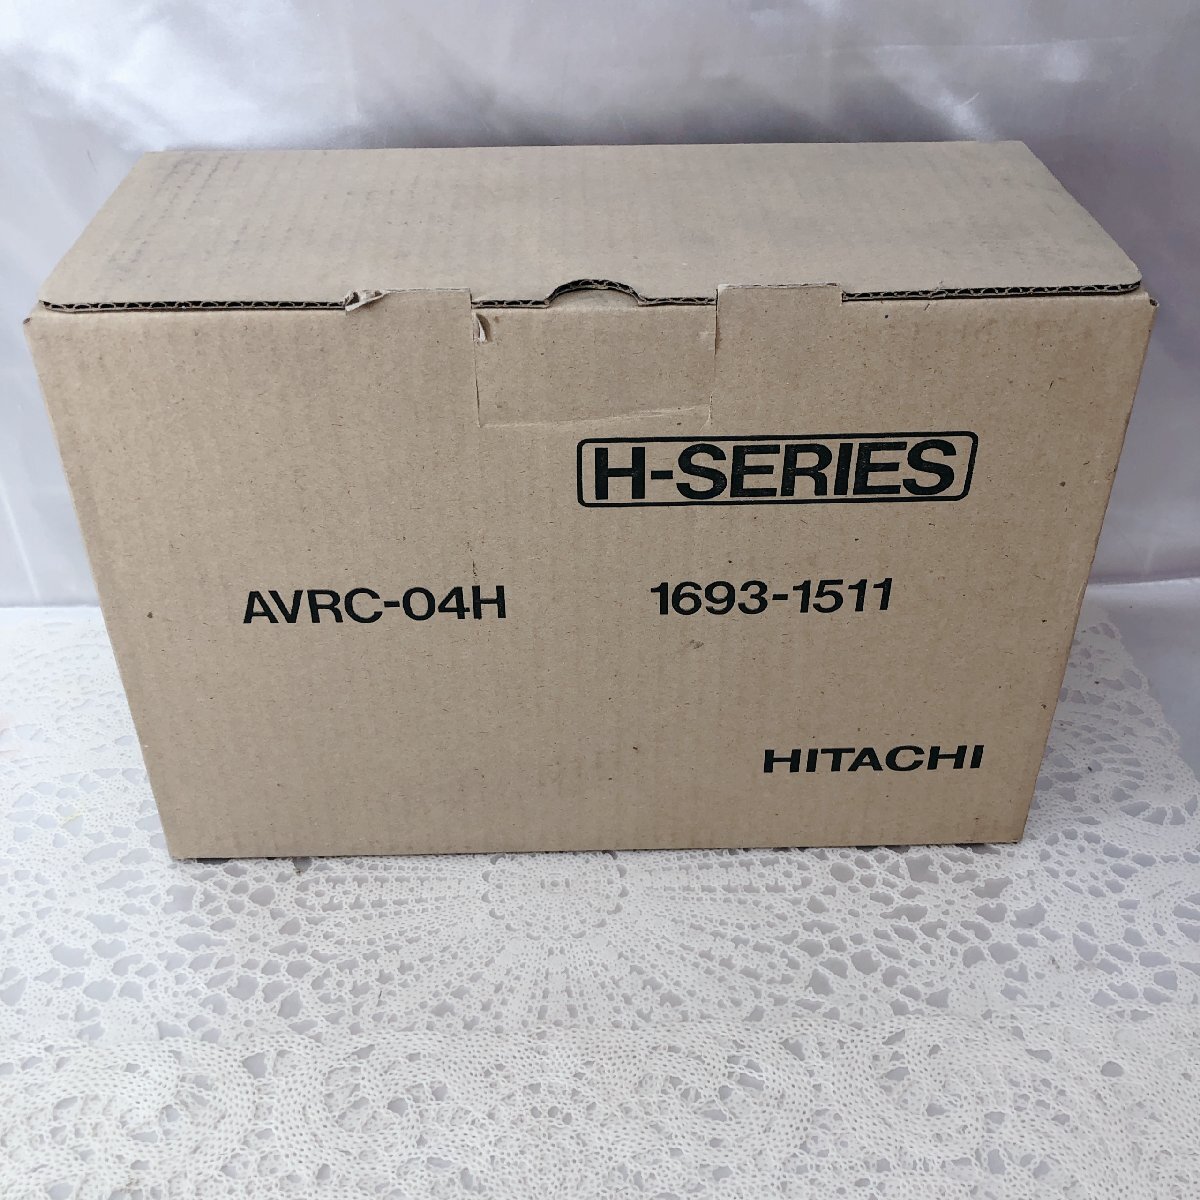 H-SERIES
AVRC-04H 1693-1511
HITACHI